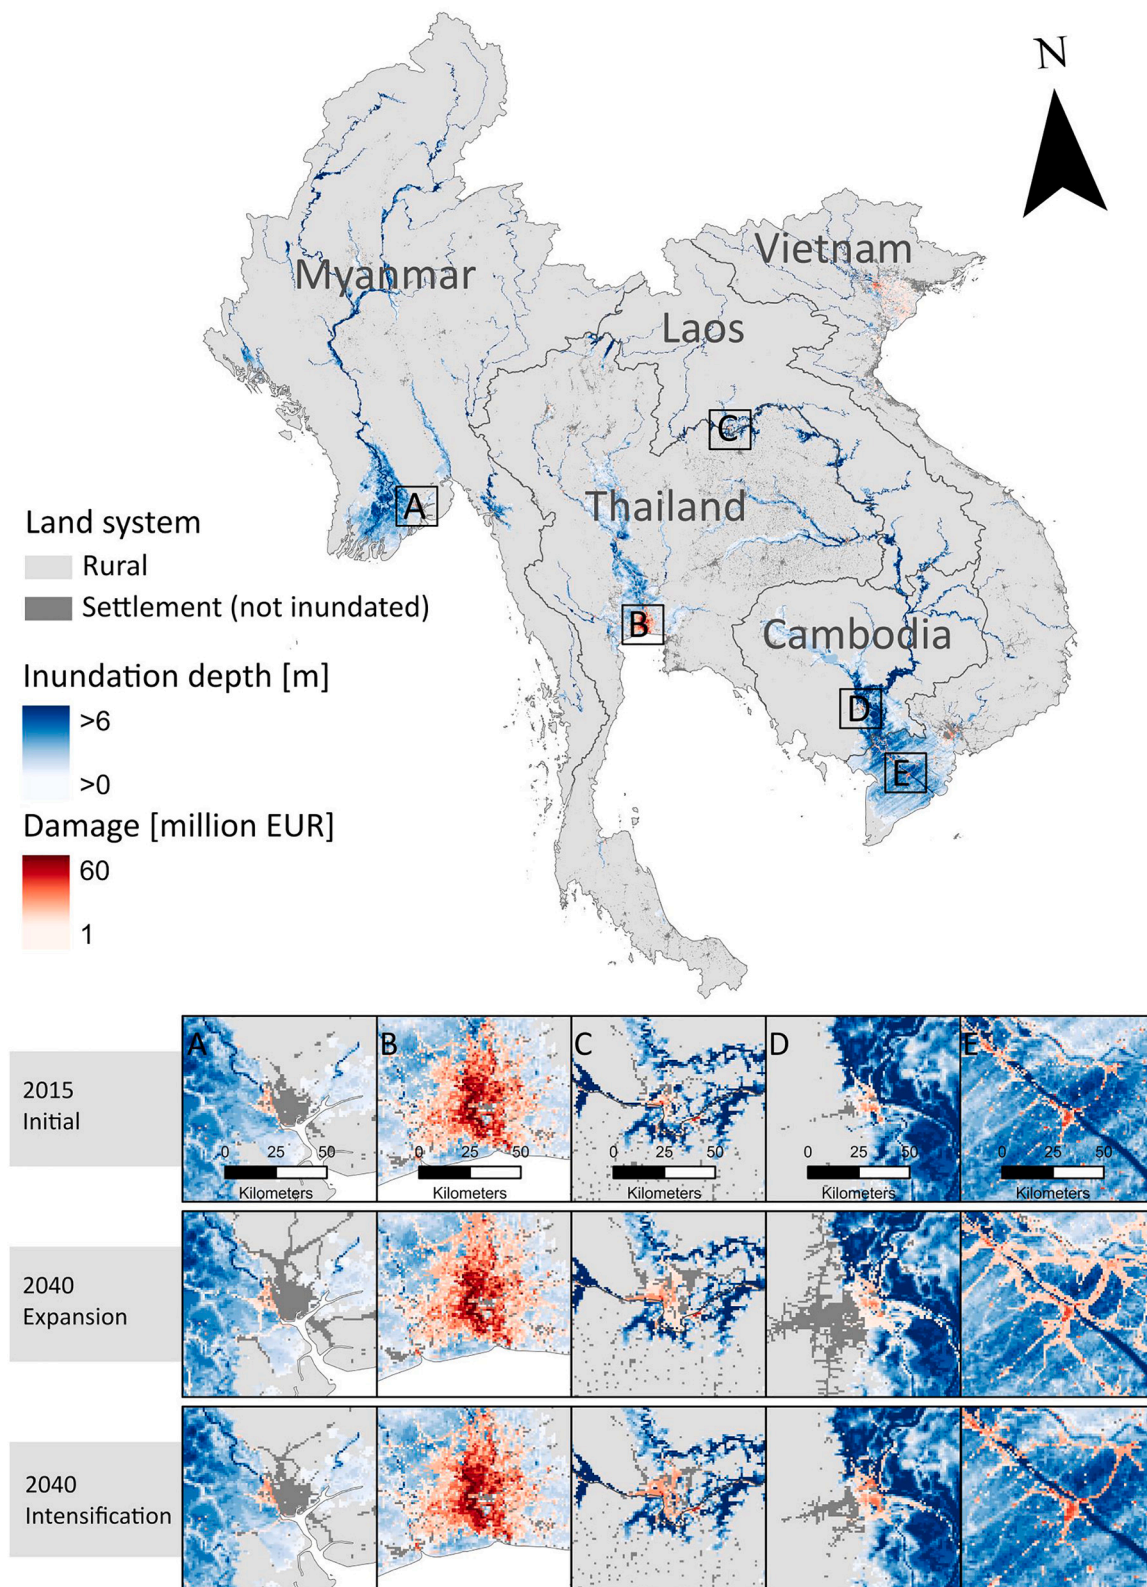 N
Vietnam
Myanmar
Laos
C
A
Thailand
B
Cambodia
D
E
Land system
Rural
Settlement (not inundated)
Inundation depth [m]
>6
>0
Damage [million EUR]
60
1
A
B
C
D
E
2015
Initial
0 25 50
Kilometers
0 25 50
Kilometers
0 25 50
Kilometers
0 25 50
Kilometers
0 25 50
Kilometers
2040
Expansion
2040
Intensification